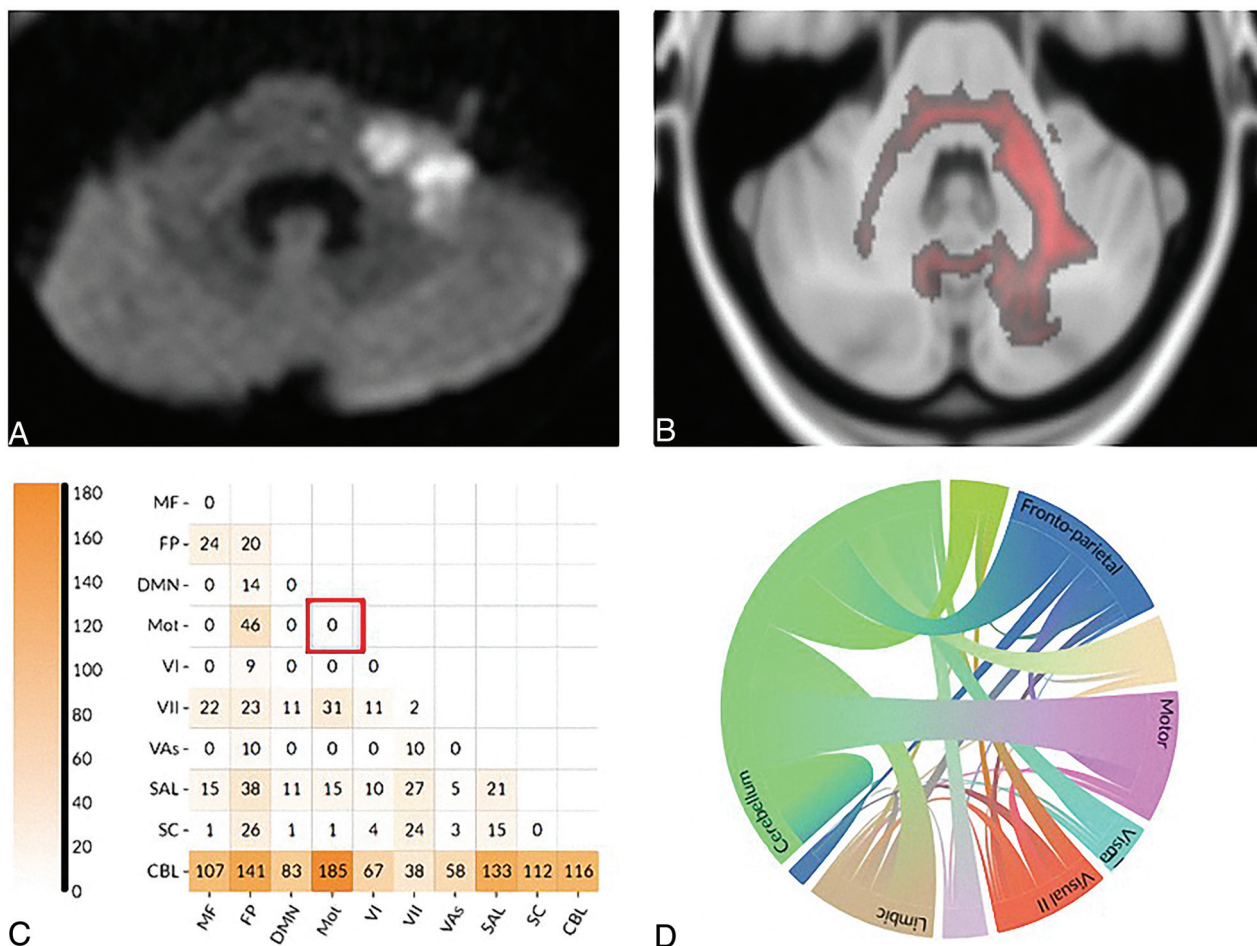 A
B
180
160
140
120
100
80
60
40
20
0
MF - 0
FP - 24 20
DMN - 0 14 0
Mot - 0 46 0 0
VI - 0 9 0 0 0
VII - 22 23 11 31 11 2
VAs - 0 10 0 0 0 10 0
SAL - 15 38 11 15 10 27 5 21
SC - 1 26 1 1 4 24 3 15 0
CBL - 107 141 83 185 67 38 58 133 112 116
MF FP DMN Mot VI VII VAs SAL SC CBL
C
Fronto-parietal
Motor
Visual II
Limbic
Cerebellum
D